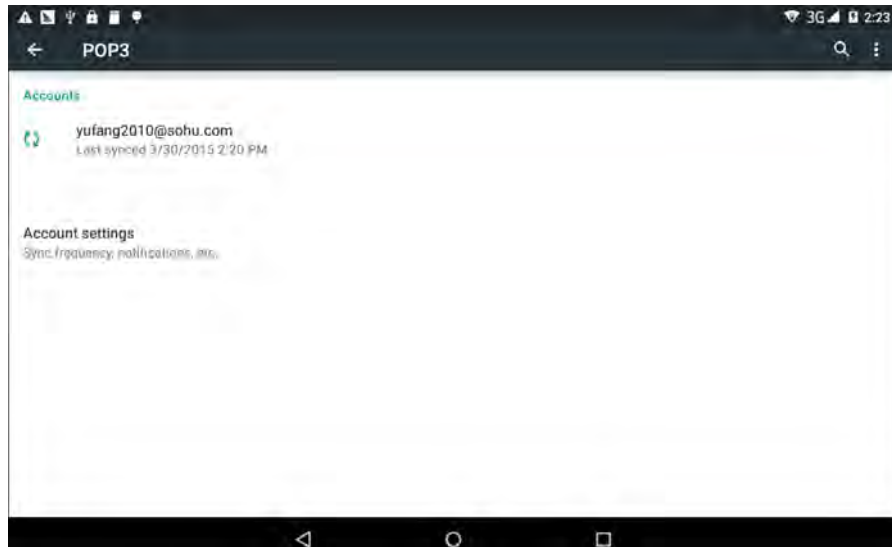 3G 2:23
POP3
Accounts
yufang2010@sohu.com
Last synced 3/30/2015 2:20 PM
Account settings
Sync frequency, notifications, etc.